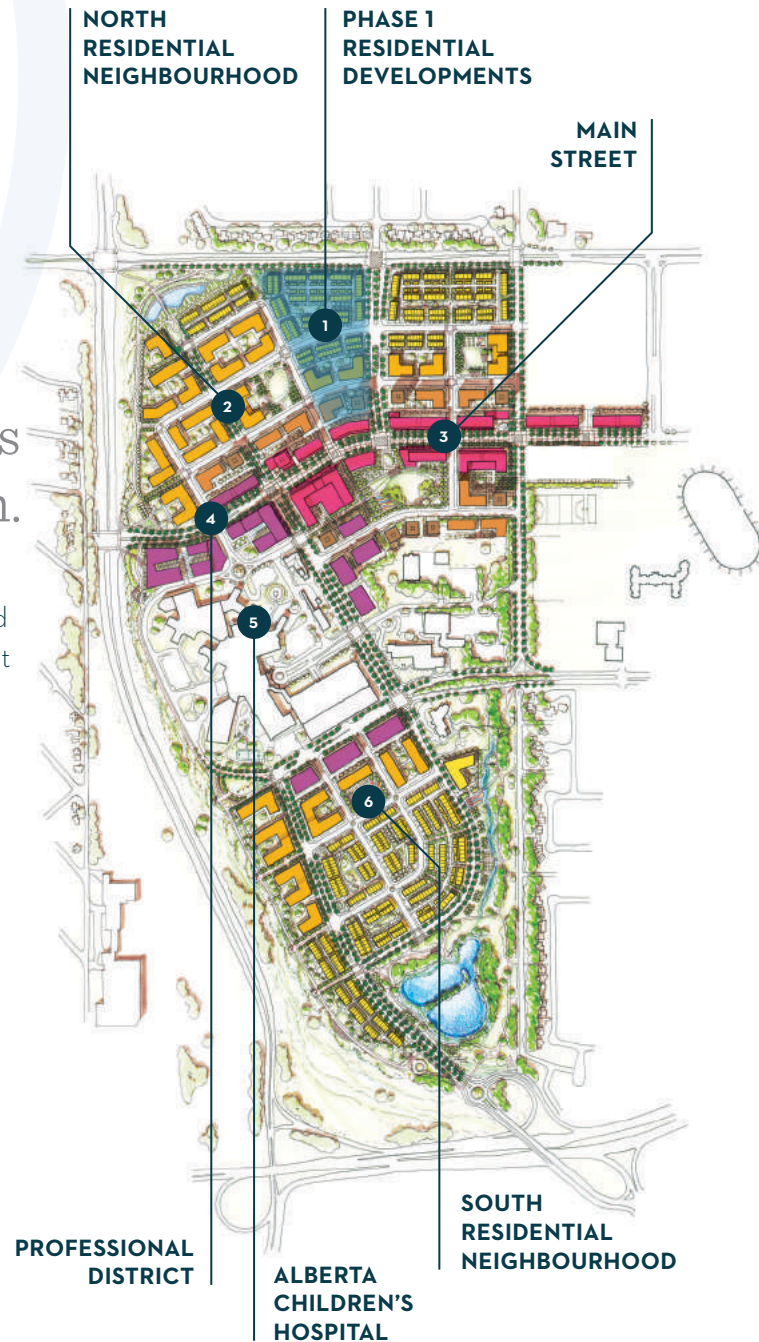 NORTH
RESIDENTIAL
NEIGHBOURHOOD
PHASE 1
RESIDENTIAL
DEVELOPMENTS
MAIN
STREET
1
2
3
s
n.
4
d
t
5
6
PROFESSIONAL
DISTRICT
ALBERTA
CHILDREN'S
HOSPITAL
SOUTH
RESIDENTIAL
NEIGHBOURHOOD